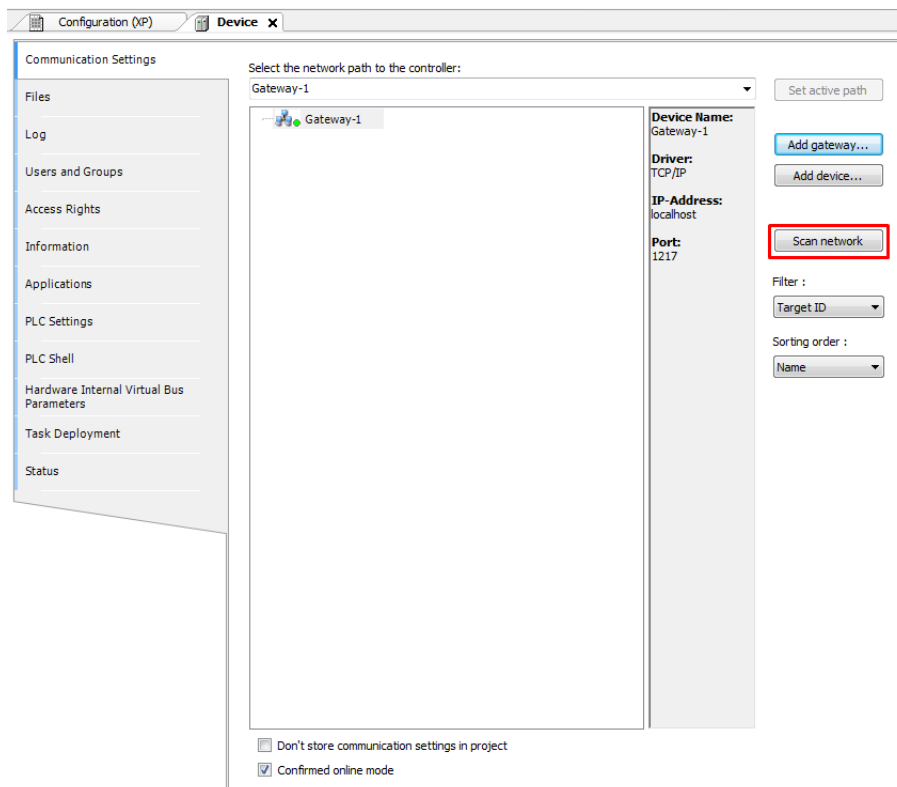 Configuration (XP)
Device
Communication Settings
Files
Log
Users and Groups
Access Rights
Information
Applications
PLC Settings
PLC Shell
Hardware Internal Virtual Bus
Parameters
Task Deployment
Status
Select the network path to the controller:
Gateway-1
Gateway-1
Device Name:
Gateway-1
Driver:
TCP/IP
IP-Address:
localhost
Port:
1217
Set active path
Add gateway...
Add device...
Scan network
Filter :
Target ID
Sorting order :
Name
Don't store communication settings in project
Confirmed online mode